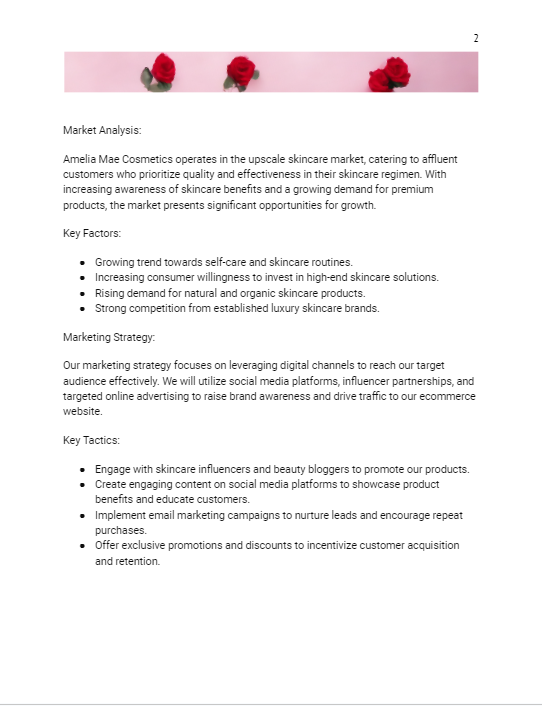 2
Market Analysis:
Amelia Mae Cosmetics operates in the upscale skincare market, catering to affluent
customers who prioritize quality and effectiveness in their skincare regimen. With
increasing awareness of skincare benefits and a growing demand for premium
products, the market presents significant opportunities for growth.
Key Factors:
● Growing trend towards self-care and skincare routines.
● Increasing consumer willingness to invest in high-end skincare solutions.
● Rising demand for natural and organic skincare products.
● Strong competition from established luxury skincare brands.
Marketing Strategy:
Our marketing strategy focuses on leveraging digital channels to reach our target
audience effectively. We will utilize social media platforms, influencer partnerships, and
targeted online advertising to raise brand awareness and drive traffic to our ecommerce
website.
Key Tactics:
● Engage with skincare influencers and beauty bloggers to promote our products.
● Create engaging content on social media platforms to showcase product
benefits and educate customers.
● Implement email marketing campaigns to nurture leads and encourage repeat
purchases.
● Offer exclusive promotions and discounts to incentivize customer acquisition
and retention.